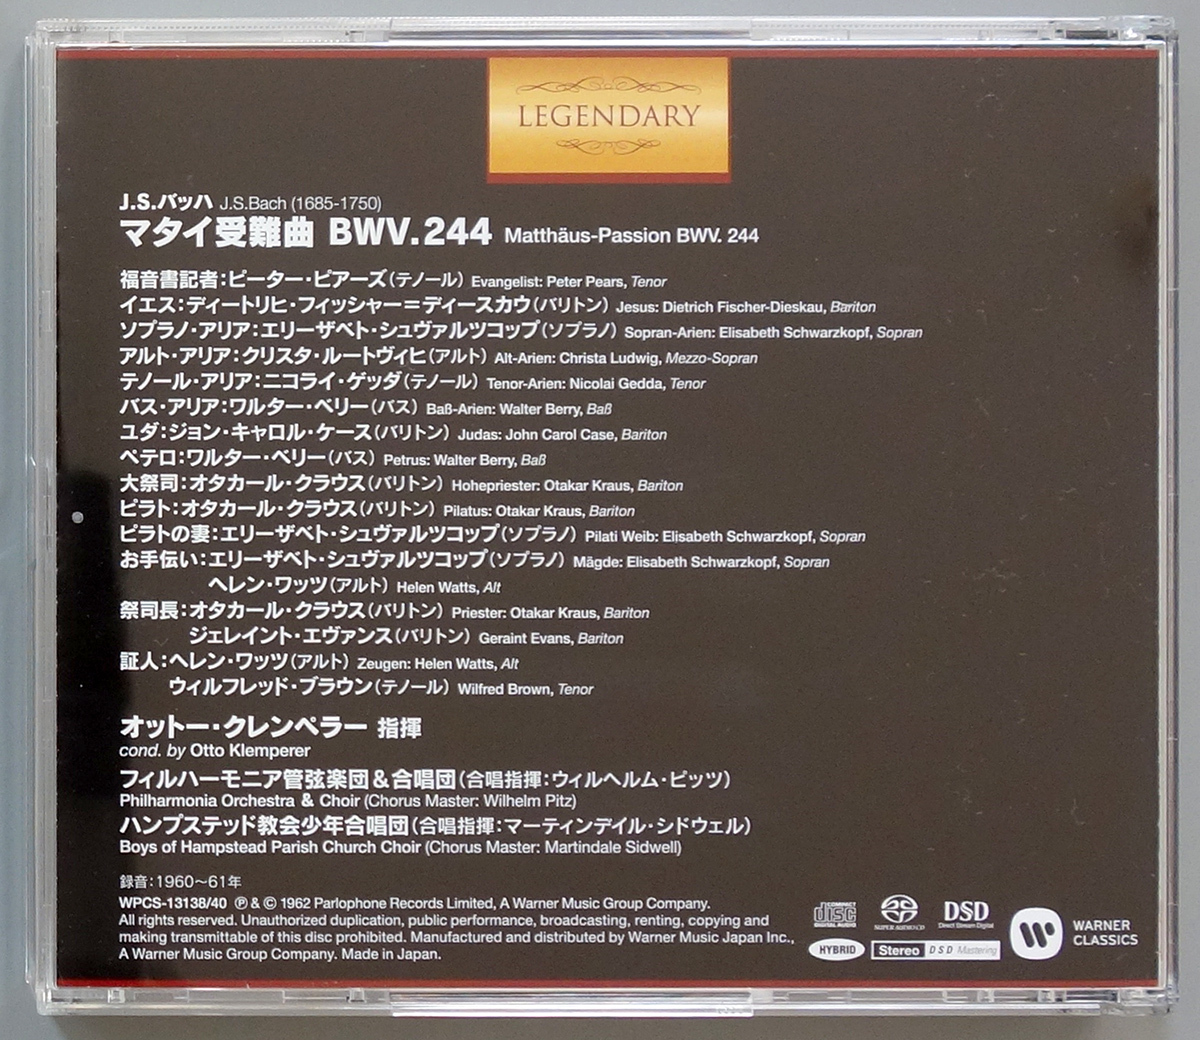 LEGENDARY
J.S.バッハ J.S.Bach (1685-1750)
マタイ受難曲 BWV.244 Matthäus-Passion BWV. 244
福音書記者:ピーター・ピアーズ(テノール) Evangelist: Peter Pears, Tenor
イエス:ディートリヒ・フィッシャー=ディースカウ(バリトン) Jesus: Dietrich Fischer-Dieskau, Bariton
ソプラノ・アリア:エリーザベト・シュヴァルツコップ(ソプラノ) Sopran-Arien: Elisabeth Schwarzkopf, Sopran
アルト・アリア:クリスタ・ルートヴィヒ(アルト) Alt-Arien: Christa Ludwig, Mezzo-Sopran
テノール・アリア:ニコライ・ゲッダ(テノール) Tenor-Arien: Nicolai Gedda, Tenor
バス・アリア:ワルター・ベリー(バス) Baß-Arien: Walter Berry, Baß
ユダ:ジョン・キャロル・ケース(バリトン) Judas: John Carol Case, Bariton
ペテロ:ワルター・ベリー(バス) Petrus: Walter Berry, Baß
大祭司:オタカール・クラウス(バリトン) Hohepriester: Otakar Kraus, Bariton
ピラト:オタカール・クラウス(バリトン) Pilatus: Otakar Kraus, Bariton
ピラトの妻:エリーザベト・シュヴァルツコップ(ソプラノ) Pilati Weib: Elisabeth Schwarzkopf, Sopran
お手伝い:エリーザベト・シュヴァルツコップ(ソプラノ) Mägde: Elisabeth Schwarzkopf, Sopran
ヘレン・ワッツ(アルト) Helen Watts, Alt
祭司長:オタカール・クラウス(バリトン) Priester: Otakar Kraus, Bariton
ジェレイント・エヴァンス(バリトン) Geraint Evans, Bariton
証人:ヘレン・ワッツ(アルト) Zeugen: Helen Watts, Alt
ウィルフレッド・ブラウン(テノール) Wilfred Brown, Tenor
オットー・クレンペラー 指揮
cond. by Otto Klemperer
フィルハーモニア管弦楽団&合唱団(合唱指揮:ウィルヘルム・ピッツ)
Philharmonia Orchestra & Choir (Chorus Master: Wilhelm Pitz)
ハンプステッド教会少年合唱団(合唱指揮:マーティンデイル・シドウェル)
Boys of Hampstead Parish Church Choir (Chorus Master: Martindale Sidwell)
録音:1960〜61年
WPCS-13138/40 ℗ & © 1962 Parlophone Records Limited, A Warner Music Group Company.
All rights reserved. Unauthorized duplication, public performance, broadcasting, renting, copying and
making transmittable of this disc prohibited. Manufactured and distributed by Warner Music Japan Inc.,
A Warner Music Group Company. Made in Japan.
COMPACT disc DIGITAL AUDIO
SUPER AUDIO CD
DSD Direct Stream Digital
HYBRID
Stereo DSD Mastering
WARNER
CLASSICS